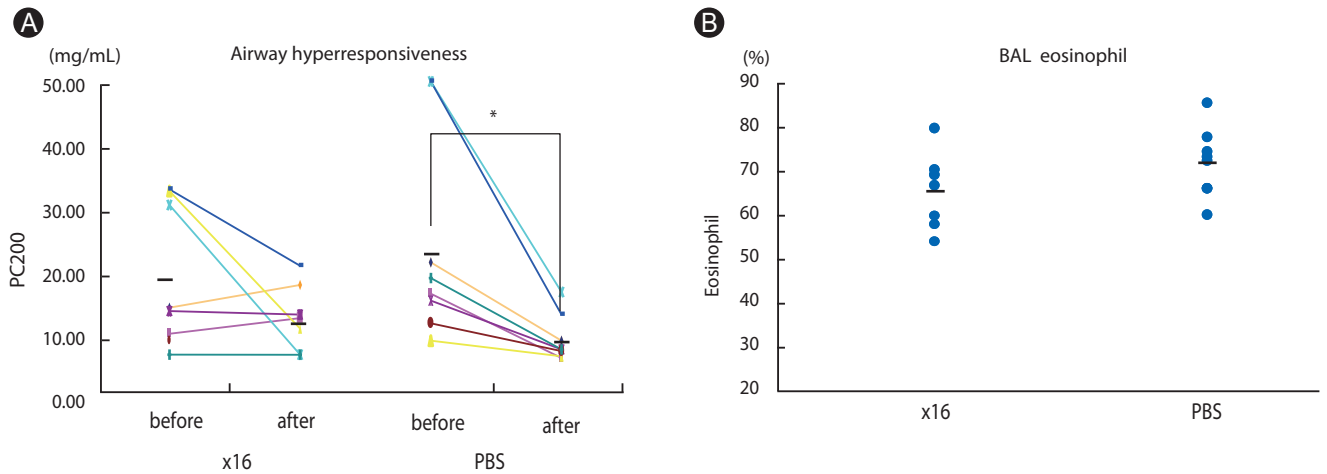 A
(mg/mL)
Airway hyperresponsiveness
50.00
40.00
30.00
20.00
10.00
0.00
PC200
*
before
after
before
after
x16
PBS
B
(%)
BAL eosinophil
90
80
70
60
50
40
30
20
Eosinophil
x16
PBS